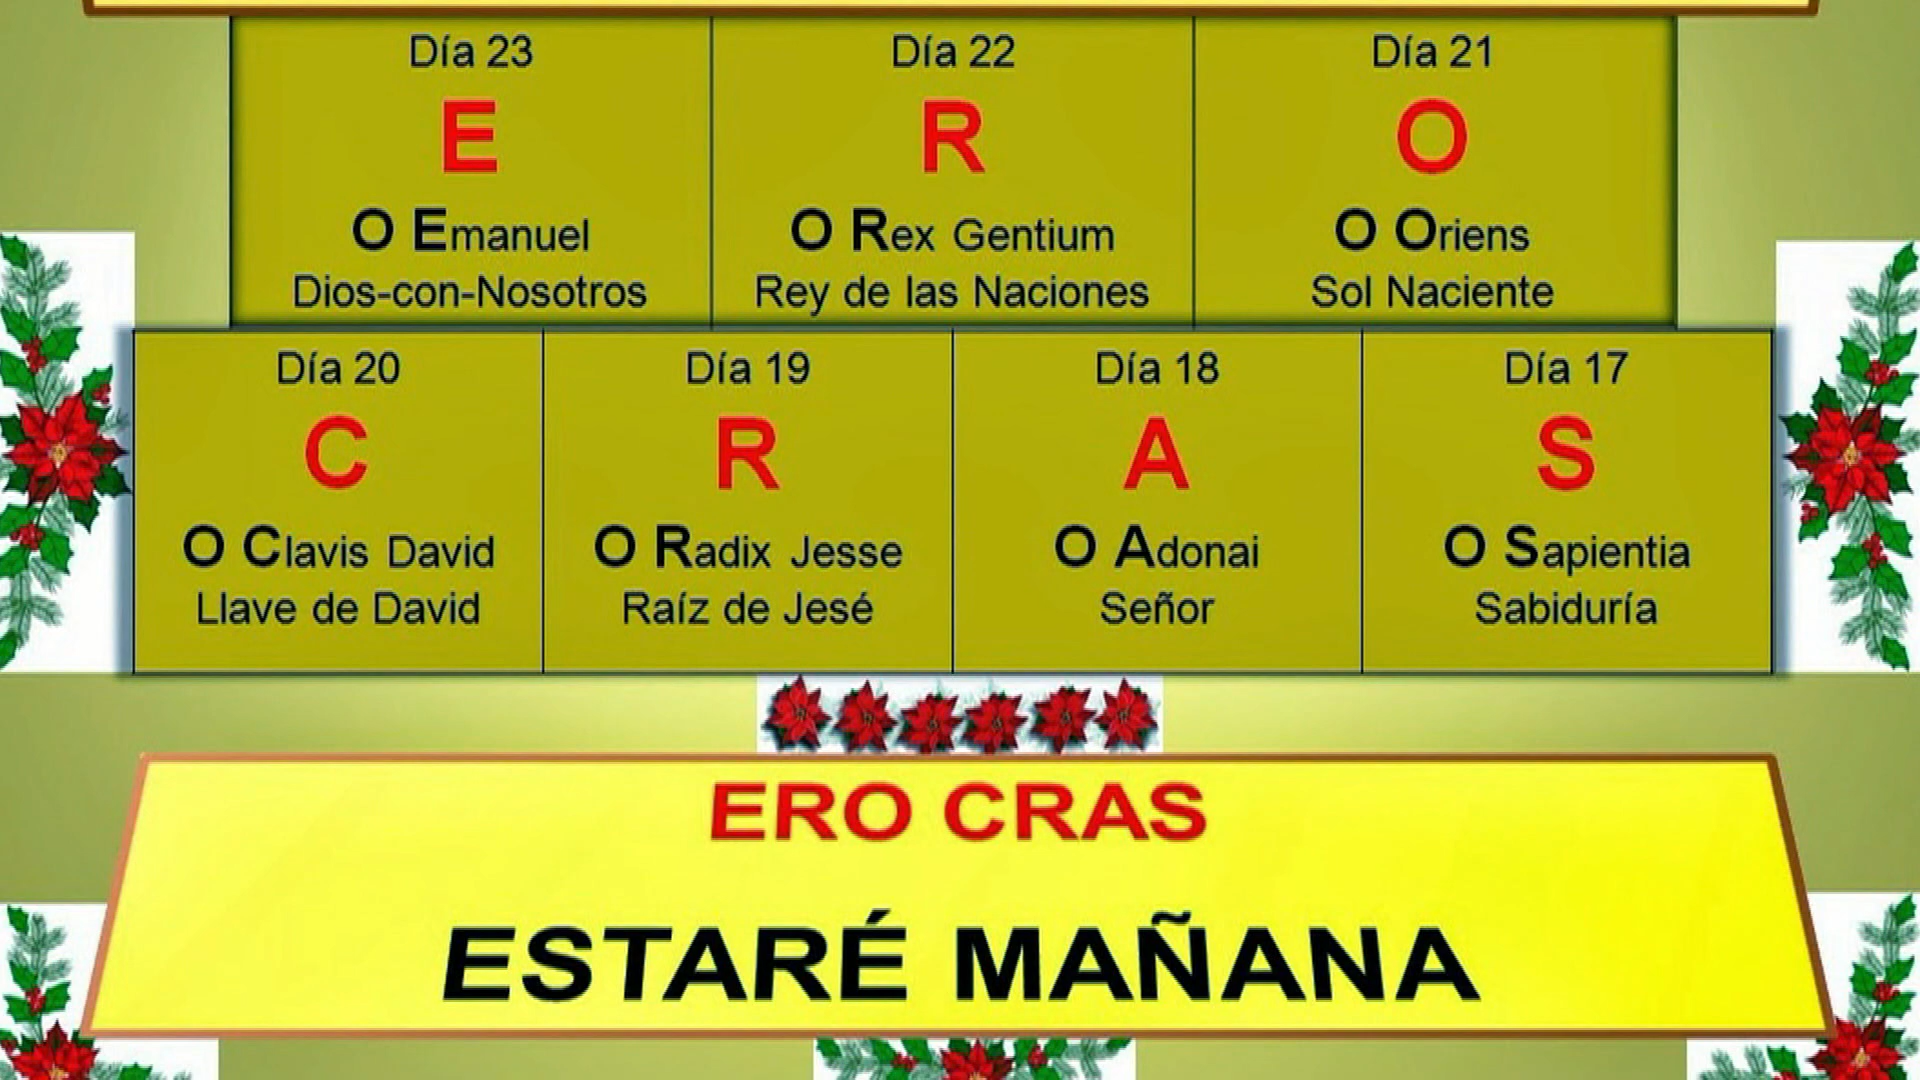 Día 23
E
O Emanuel
Dios-con-Nosotros
Día 22
R
O Rex Gentium
Rey de las Naciones
Día 21
O
O Oriens
Sol Naciente
Día 20
C
O Clavis David
Llave de David
Día 19
R
O Radix Jesse
Raíz de Jesé
Día 18
A
O Adonai
Señor
Día 17
S
O Sapientia
Sabiduría
ERO CRAS
ESTARÉ MAÑANA